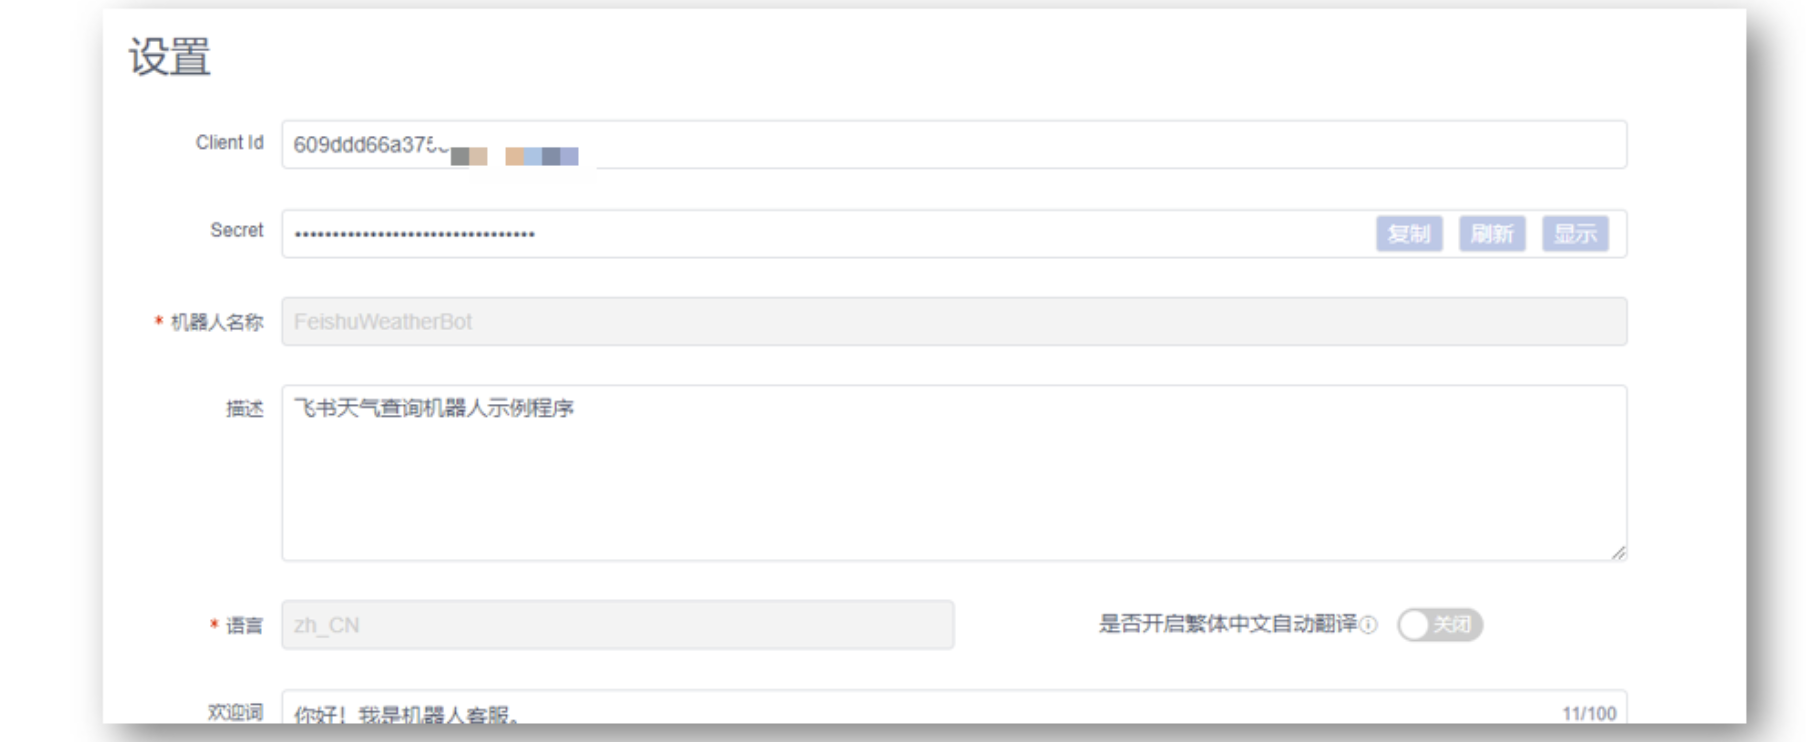 设置
Client Id 609ddd66a375
Secret ••••••••••••••••••••••••••••••••
复制 刷新 显示
* 机器人名称 FeishuWeatherBot
描述 飞书天气查询机器人示例程序
* 语言 zh_CN 是否开启繁体中文自动翻译 关闭
欢迎词 你好！我是机器人客服。 11/100